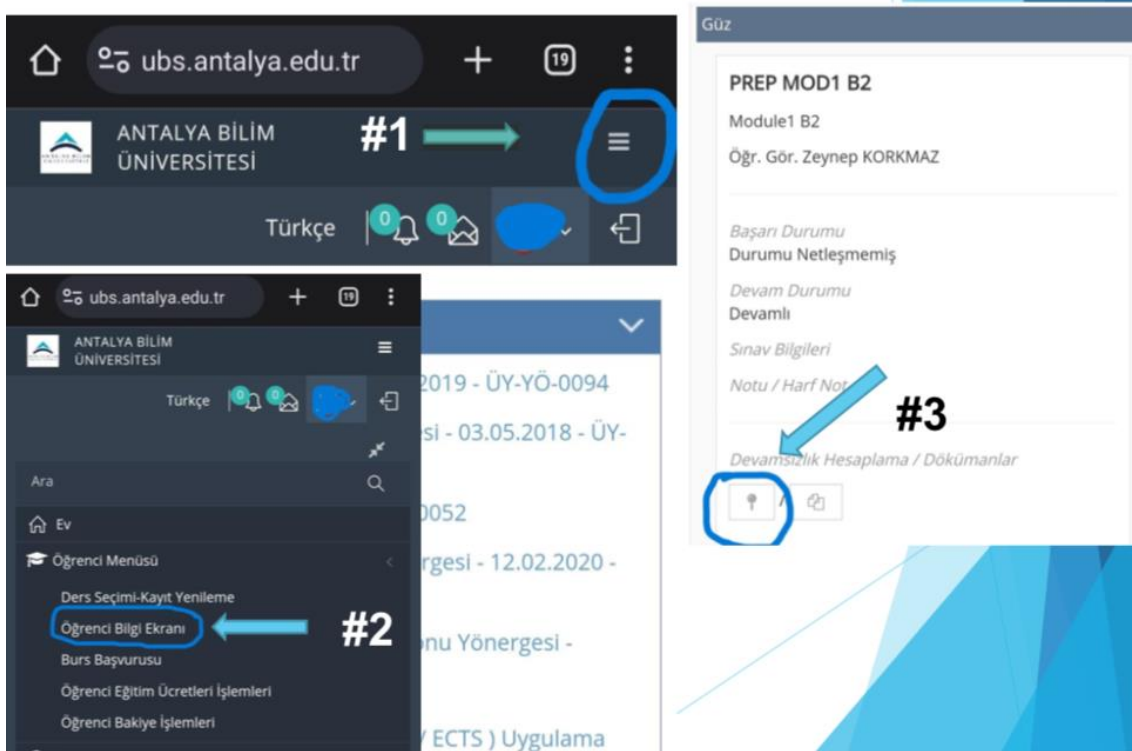 ubs.antalya.edu.tr
19
ANTALYA BİLİM
ÜNİVERSİTESİ
#1
Türkçe
0
0
ubs.antalya.edu.tr
19
ANTALYA BİLİM
ÜNİVERSİTESİ
Türkçe
0
0
Ara
Ev
Öğrenci Menüsü
Ders Seçimi-Kayıt Yenileme
Öğrenci Bilgi Ekranı
#2
Burs Başvurusu
Öğrenci Eğitim Ücretleri İşlemleri
Öğrenci Bakiye İşlemleri
2019 - ÜY-YÖ-0094
si - 03.05.2018 - ÜY-
0052
rgesi - 12.02.2020 -
onu Yönergesi -
/ ECTS ) Uygulama
Güz
PREP MOD1 B2
Module1 B2
Öğr. Gör. Zeynep KORKMAZ
Başarı Durumu
Durumu Netleşmemiş
Devam Durumu
Devamlı
Sınav Bilgileri
Notu / Harf Not
#3
Devamsızlık Hesaplama / Dökümanlar
/